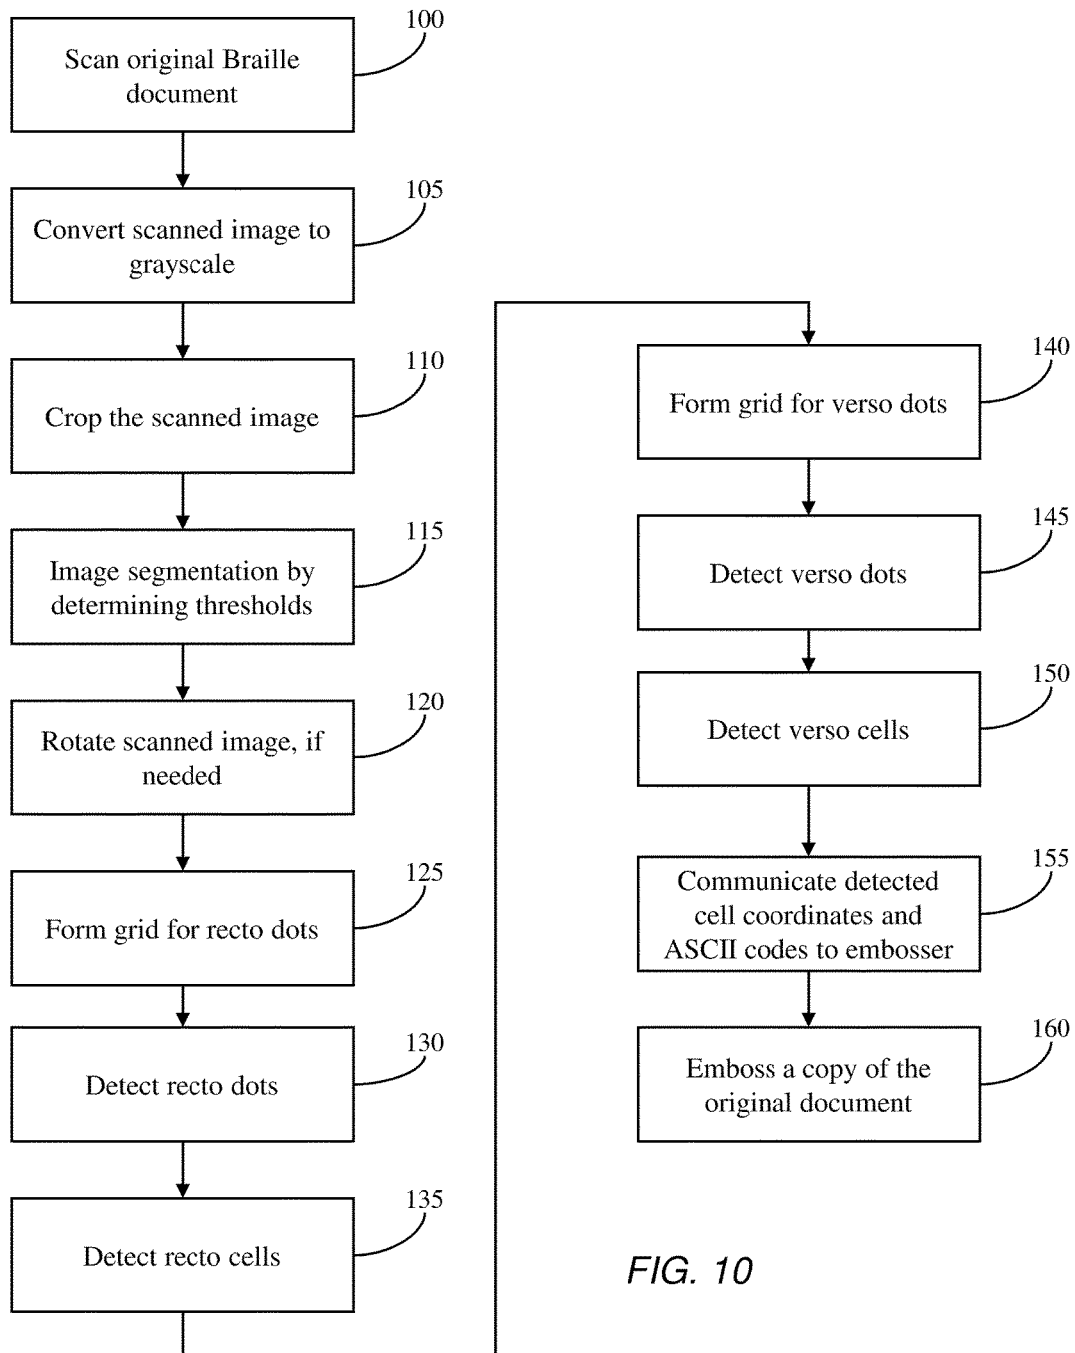 100
Scan original Braille
document
105
Convert scanned image to
grayscale
110
Crop the scanned image
115
Image segmentation by
determining thresholds
120
Rotate scanned image, if
needed
125
Form grid for recto dots
130
Detect recto dots
135
Detect recto cells
140
Form grid for verso dots
145
Detect verso dots
150
Detect verso cells
155
Communicate detected
cell coordinates and
ASCII codes to embosser
160
Emboss a copy of the
original document
FIG. 10